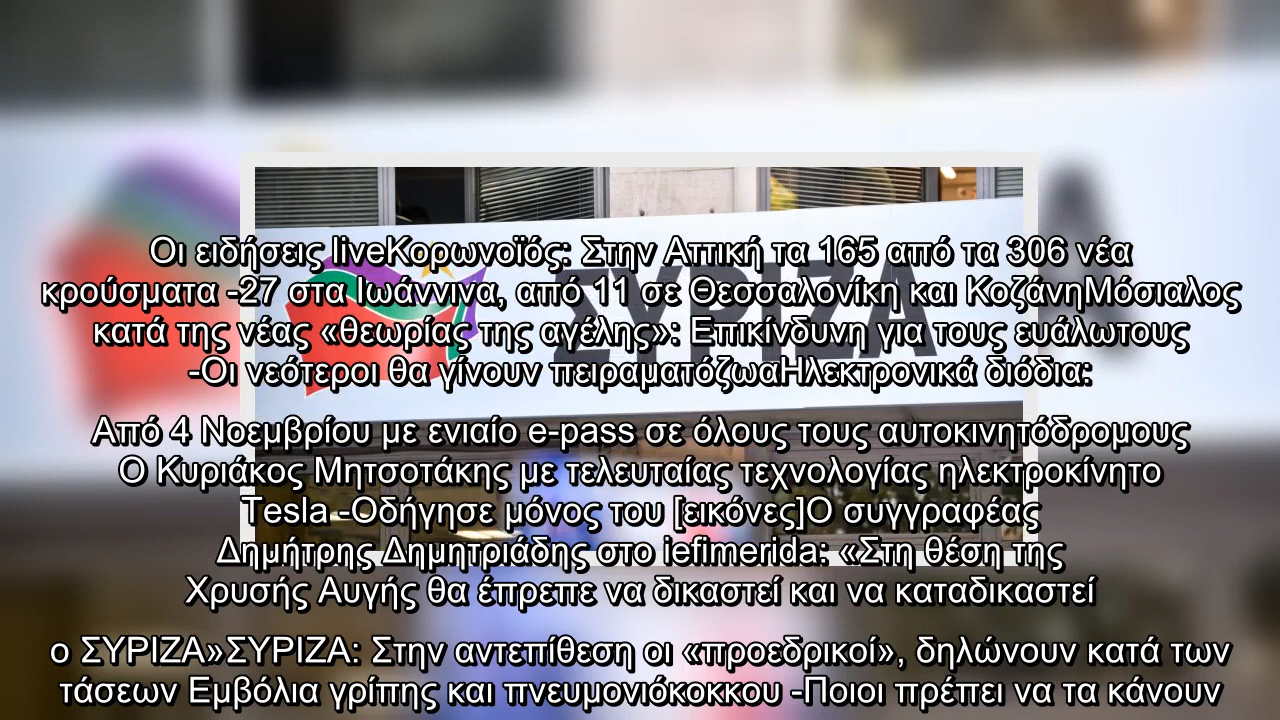 Οι ειδήσεις liveΚορωνοϊός: Στην Αττική τα 165 από τα 306 νέα
κρούσματα -27 στα Ιωάννινα, από 11 σε Θεσσαλονίκη και ΚοζάνηΜόσιαλος
κατά της νέας «θεωρίας της αγέλης»: Επικίνδυνη για τους ευάλωτους
-Οι νεότεροι θα γίνουν πειραματόζωαΗλεκτρονικά διόδια:
Από 4 Νοεμβρίου με ενιαίο e-pass σε όλους τους αυτοκινητόδρομους
Ο Κυριάκος Μητσοτάκης με τελευταίας τεχνολογίας ηλεκτροκίνητο
Tesla -Οδήγησε μόνος του [εικόνες]Ο συγγραφέας
Δημήτρης Δημητριάδης στο iefimerida: «Στη θέση της
Χρυσής Αυγής θα έπρεπε να δικαστεί και να καταδικαστεί
ο ΣΥΡΙΖΑ»ΣΥΡΙΖΑ: Στην αντεπίθεση οι «προεδρικοί», δηλώνουν κατά των
τάσεων Εμβόλια γρίπης και πνευμονιόκοκκου -Ποιοι πρέπει να τα κάνουν
ΣΥΡΙΖΑ